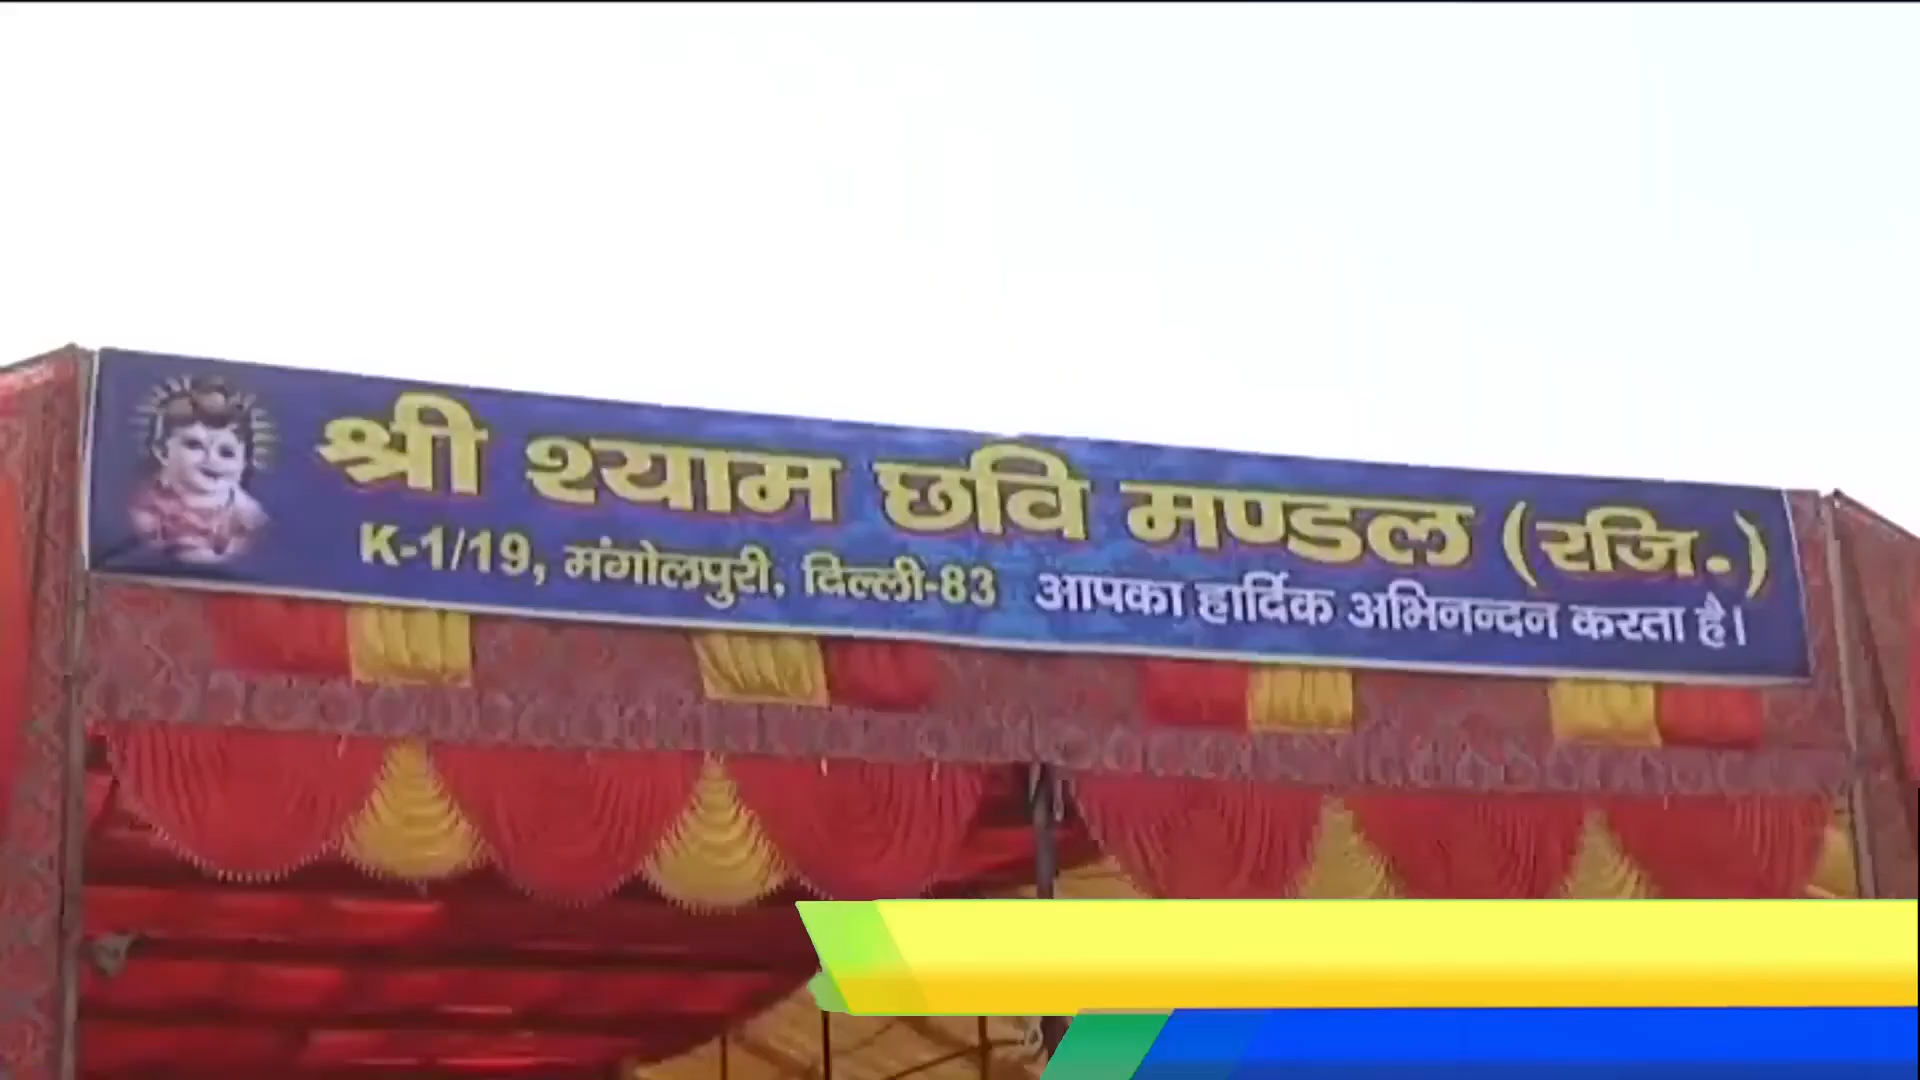 श्री श्याम छवि मण्डल (रजि.)
K-1/19, मंगोलपुरी, दिल्ली-83 आपका हार्दिक अभिनन्दन करता है।